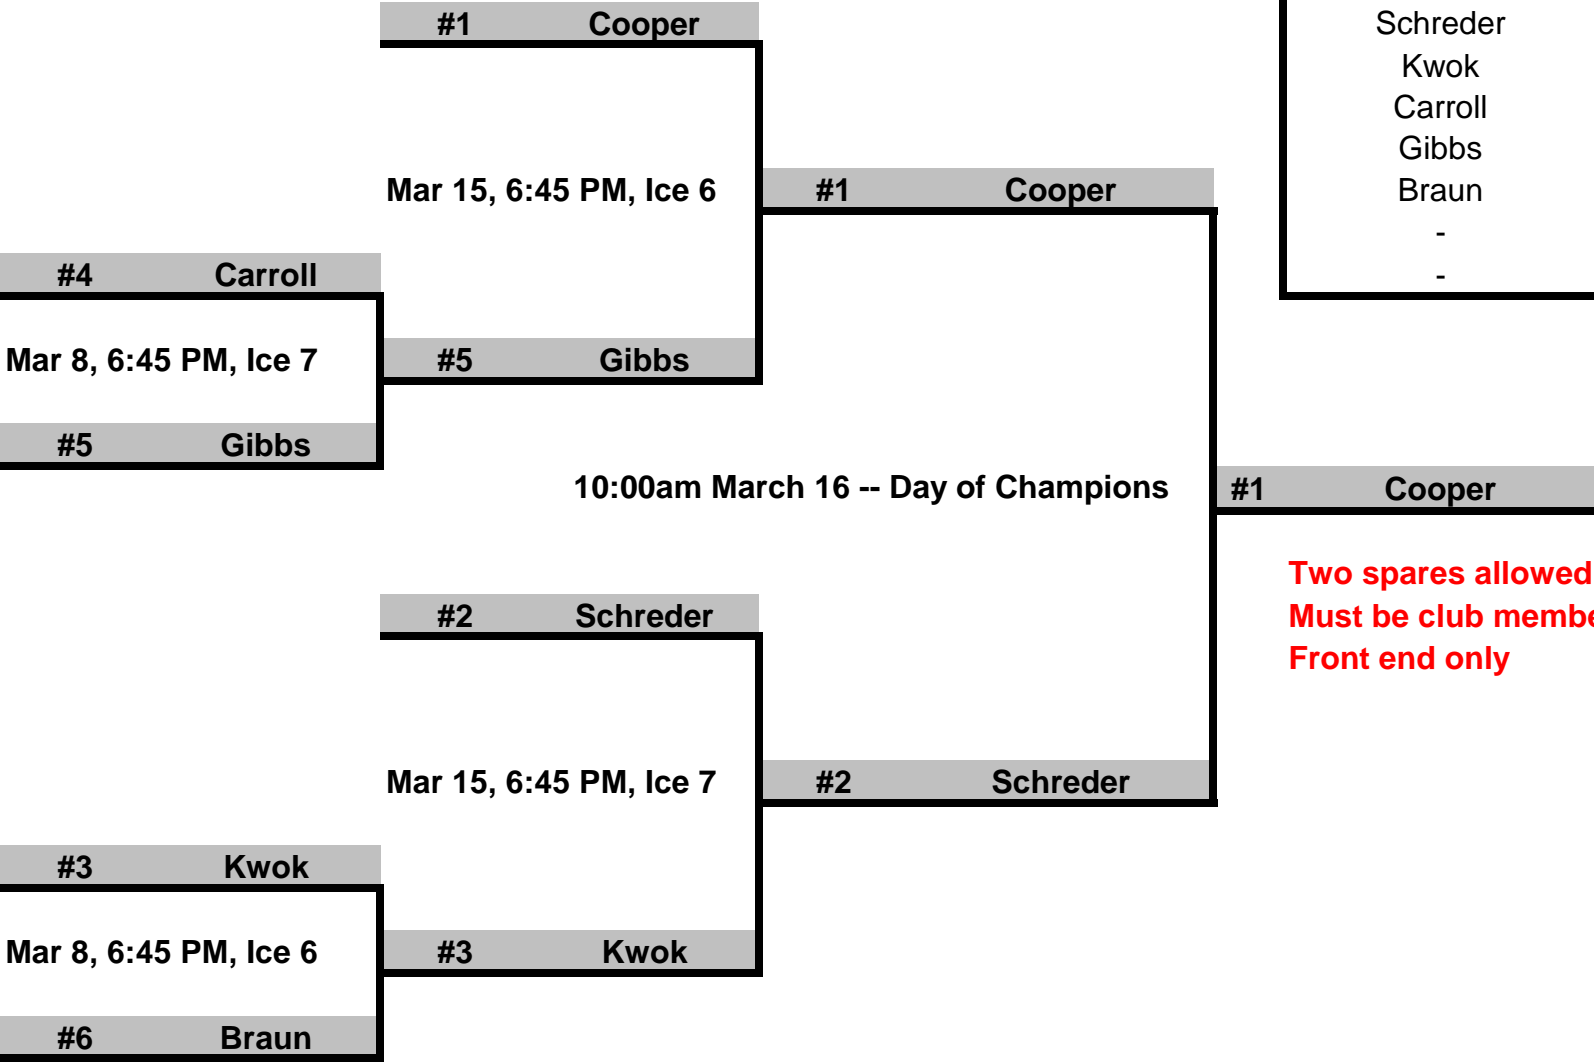 #1 Cooper
Schreder
Kwok
Carroll
Gibbs
Braun
-
-
Mar 15, 6:45 PM, Ice 6
#1 Cooper
#4 Carroll
Mar 8, 6:45 PM, Ice 7
#5 Gibbs
#5 Gibbs
10:00am March 16 -- Day of Champions
#1 Cooper
Two spares allowed
Must be club membe
Front end only
#2 Schreder
Mar 15, 6:45 PM, Ice 7
#2 Schreder
#3 Kwok
Mar 8, 6:45 PM, Ice 6
#3 Kwok
#6 Braun